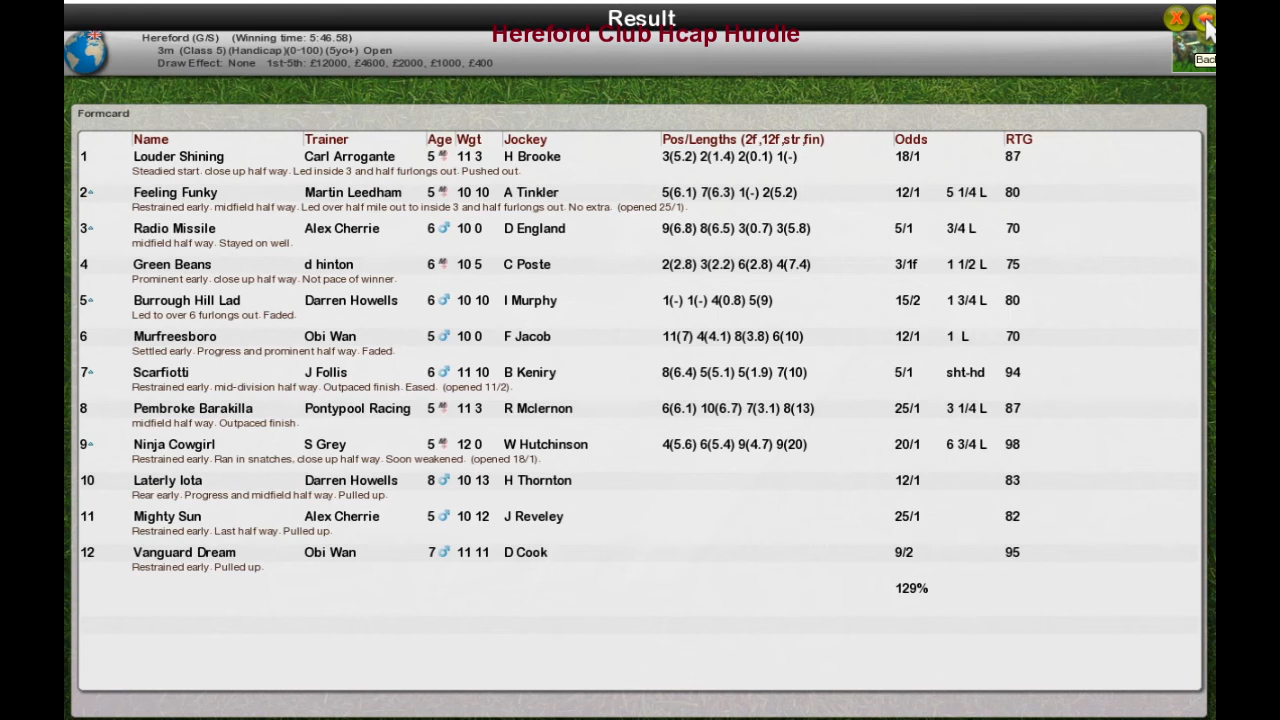 Result
Hereford Club Hcap Hurdle
Hereford (G/S) (Winning time: 5:46.58)
3m (Class 5) (Handicap)(0-100) (5yo+) Open
Draw Effect: None 1st-5th: £12000, £4600, £2000, £1000, £400
Back
Formcard
Name Trainer Age Wgt Jockey Pos/Lengths (2f,12f,str,fin) Odds RTG
1 Louder Shining Carl Arrogante 5 11 3 H Brooke 3(5.2) 2(1.4) 2(0.1) 1(-) 18/1 87
Steadied start. close up half way. Led inside 3 and half furlongs out. Pushed out.
2 Feeling Funky Martin Leedham 5 10 10 A Tinkler 5(6.1) 7(6.3) 1(-) 2(5.2) 12/1 5 1/4 L 80
Restrained early. midfield half way. Led over half mile out to inside 3 and half furlongs out. No extra. (opened 25/1).
3 Radio Missile Alex Cherrie 6 10 0 D England 9(6.8) 8(6.5) 3(0.7) 3(5.8) 5/1 3/4 L 70
midfield half way. Stayed on well.
4 Green Beans d hinton 6 10 5 C Poste 2(2.8) 3(2.2) 6(2.8) 4(7.4) 3/1f 1 1/2 L 75
Prominent early. close up half way. Not pace of winner.
5 Burrough Hill Lad Darren Howells 6 10 10 I Murphy 1(-) 1(-) 4(0.8) 5(9) 15/2 1 3/4 L 80
Led to over 6 furlongs out. Faded.
6 Murfreesboro Obi Wan 5 10 0 F Jacob 11(7) 4(4.1) 8(3.8) 6(10) 12/1 1 L 70
Settled early. Progress and prominent half way. Faded.
7 Scarfiotti J Follis 6 11 10 B Keniry 8(6.4) 5(5.1) 5(1.9) 7(10) 5/1 sht-hd 94
Restrained early. mid-division half way. Outpaced finish. Eased. (opened 11/2).
8 Pembroke Barakilla Pontypool Racing 5 11 3 R Mclernon 6(6.1) 10(6.7) 7(3.1) 8(13) 25/1 3 1/4 L 87
midfield half way. Outpaced finish.
9 Ninja Cowgirl S Grey 5 12 0 W Hutchinson 4(5.6) 6(5.4) 9(4.7) 9(20) 20/1 6 3/4 L 98
Restrained early. Ran in snatches, close up half way. Soon weakened. (opened 18/1).
10 Laterly Iota Darren Howells 8 10 13 H Thornton 12/1 83
Rear early. Progress and midfield half way. Pulled up.
11 Mighty Sun Alex Cherrie 5 10 12 J Reveley 25/1 82
Restrained early. Last half way. Pulled up.
12 Vanguard Dream Obi Wan 7 11 11 D Cook 9/2 95
Restrained early. Pulled up.
129%